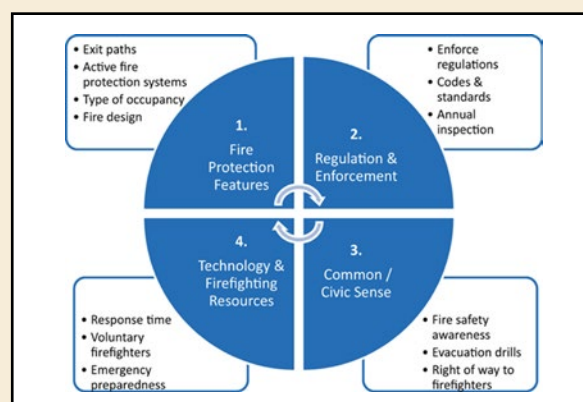 • Exit paths
• Active fire
protection systems
• Type of occupancy
• Fire design
• Enforce
regulations
• Codes &
standards
• Annual
inspection
1.
Fire
Protection
Features
2.
Regulation &
Enforcement
4.
Technology &
Firefighting
Resources
3.
Common /
Civic Sense
• Response time
• Voluntary
firefighters
• Emergency
preparedness
• Fire safety
awareness
• Evacuation drills
• Right of way to
firefighters